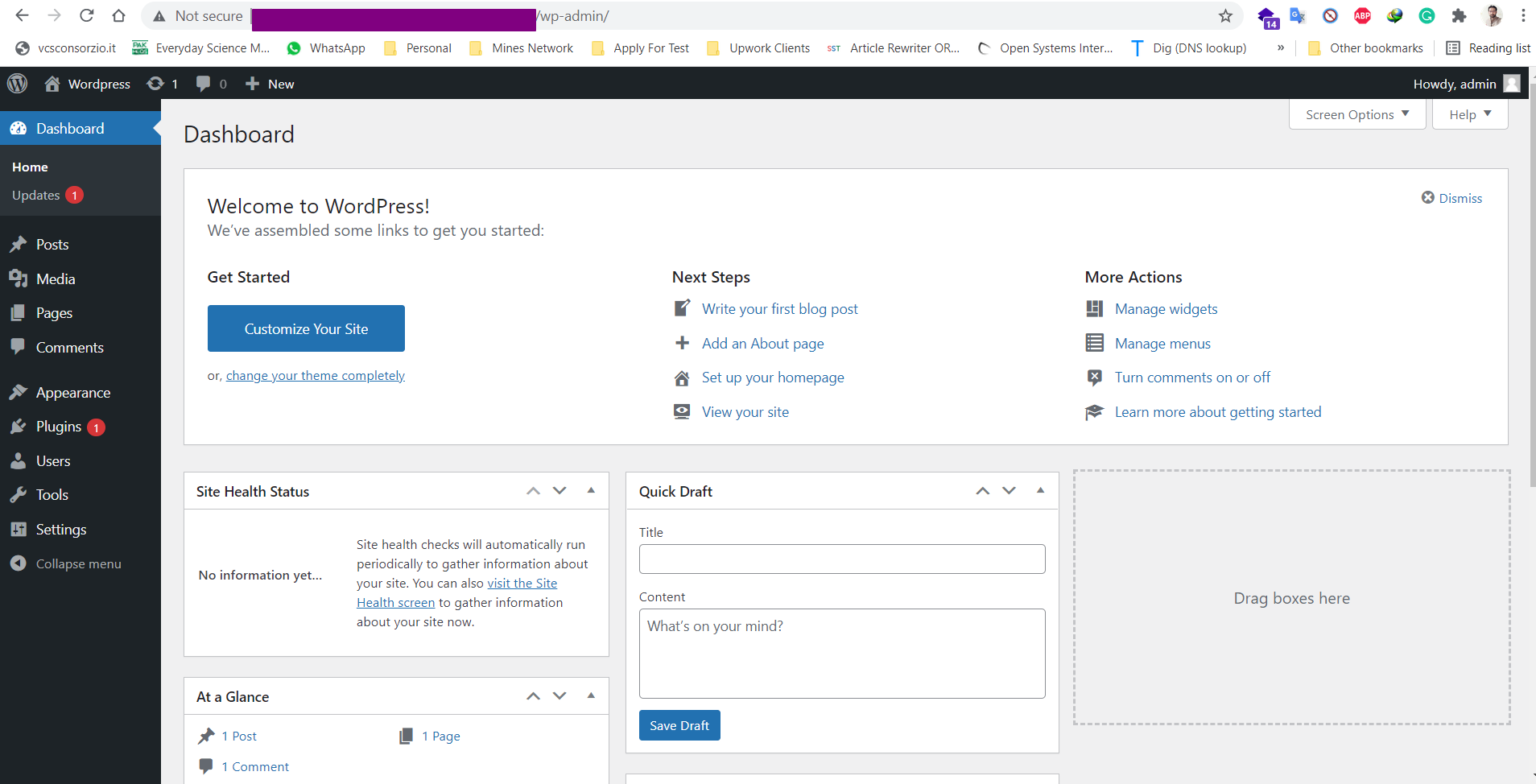 Not secure /wp-admin/
14
ABP
vcsconsorzio.it Everyday Science M... WhatsApp Personal Mines Network Apply For Test Upwork Clients SST Article Rewriter OR... Open Systems Inter... T Dig (DNS lookup) » Other bookmarks Reading list
Wordpress 1 0 New Howdy, admin
Dashboard
Home
Updates 1
Posts
Media
Pages
Comments
Appearance
Plugins 1
Users
Tools
Settings
Collapse menu
Dashboard
Screen Options Help
Welcome to WordPress!
Dismiss
We've assembled some links to get you started:
Get Started
Customize Your Site
or, change your theme completely
Next Steps
Write your first blog post
Add an About page
Set up your homepage
View your site
More Actions
Manage widgets
Manage menus
Turn comments on or off
Learn more about getting started
Site Health Status
No information yet...
Site health checks will automatically run
periodically to gather information about
your site. You can also visit the Site
Health screen to gather information
about your site now.
At a Glance
1 Post 1 Page
1 Comment
Quick Draft
Title
Content
What's on your mind?
Save Draft
Drag boxes here